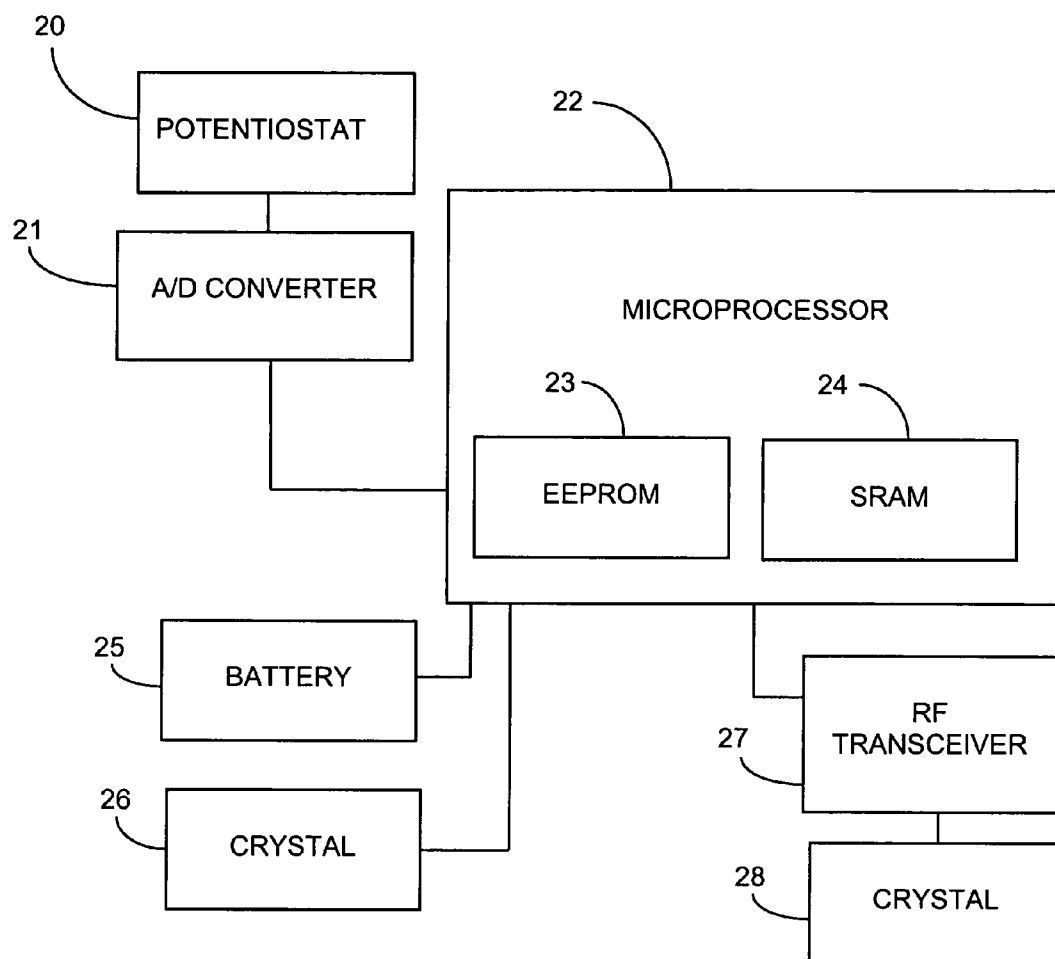 20
POTENTIOSTAT
22
21
A/D CONVERTER
MICROPROCESSOR
23
24
EEPROM
SRAM
25
BATTERY
RF
TRANSCEIVER
27
26
CRYSTAL
28
CRYSTAL